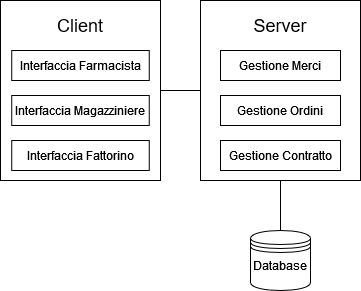 Client
Interfaccia Farmacista
Interfaccia Magazziniere
Interfaccia Fattorino
Server
Gestione Merci
Gestione Ordini
Gestione Contratto
Database